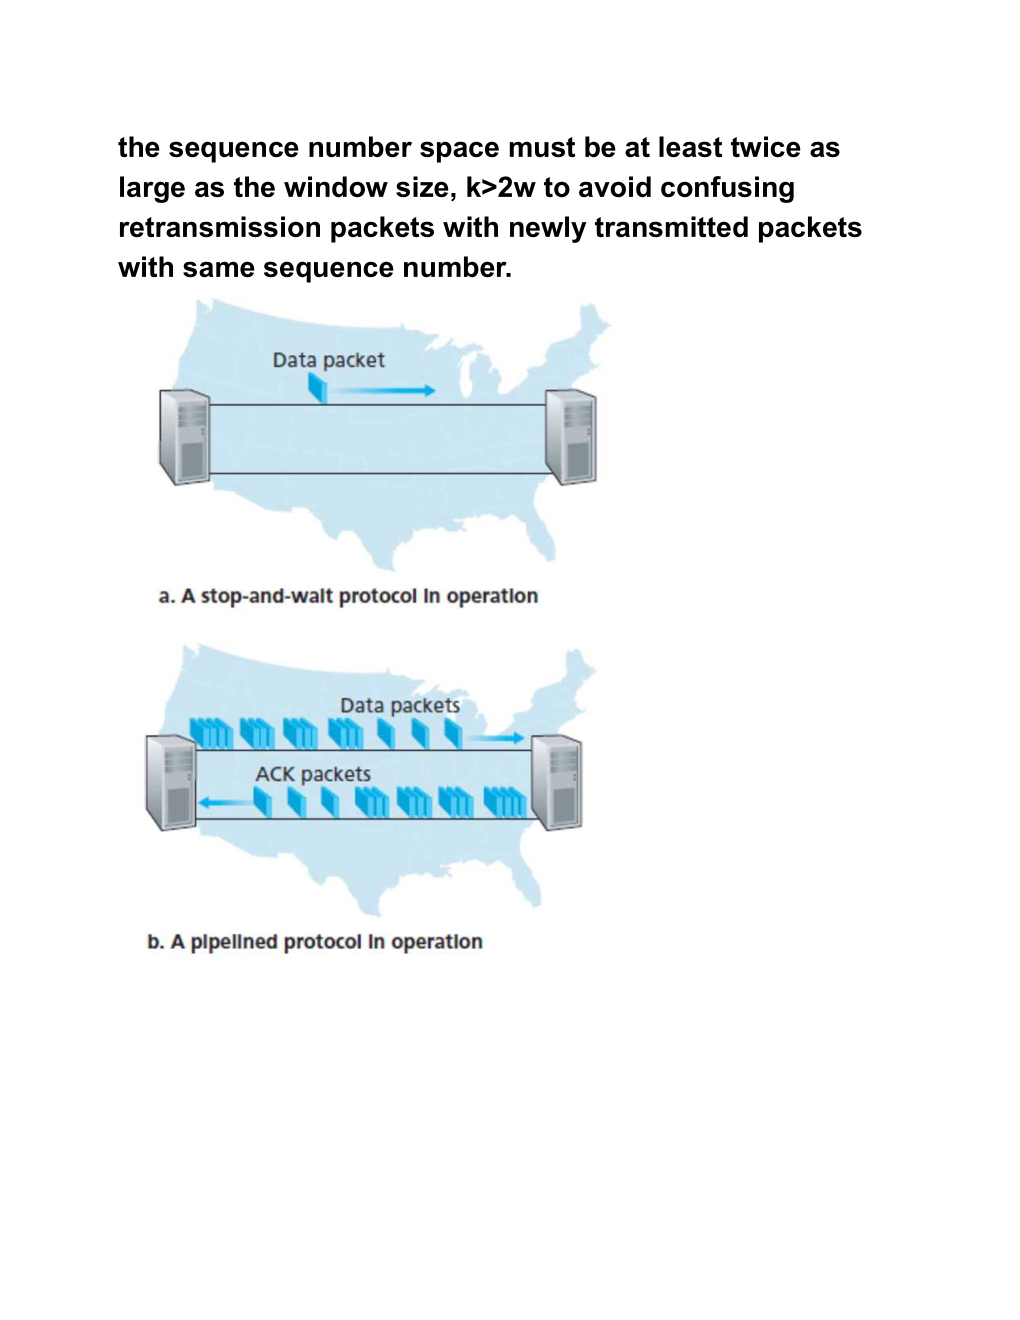 the sequence number space must be at least twice as
large as the window size, k>2w to avoid confusing
retransmission packets with newly transmitted packets
with same sequence number.
Data packet
a. A stop-and-wait protocol in operation
Data packets
ACK packets
b. A pipelined protocol in operation